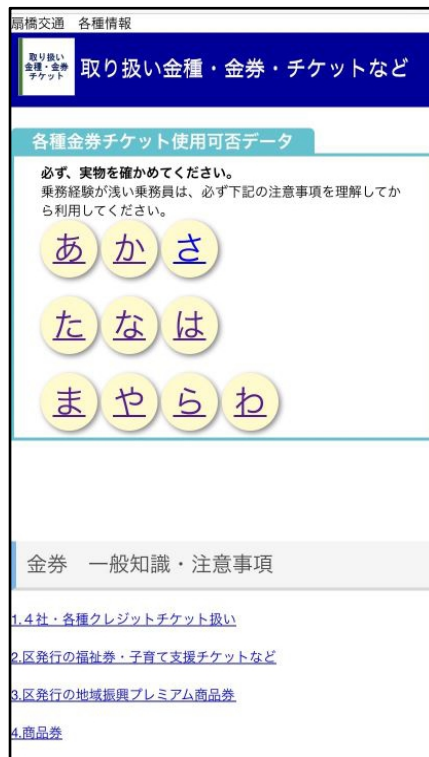 扇橋交通　各種情報
取り扱い
金種・金券
チケット
取り扱い金種・金券・チケットなど
各種金券チケット使用可否データ
必ず、実物を確かめてください。
乗務経験が浅い乗務員は、必ず下記の注意事項を理解してか
ら利用してください。
あ か さ
た な は
ま や ら わ
金券　一般知識・注意事項
1.４社・各種クレジットチケット扱い
2.区発行の福祉券・子育て支援チケットなど
3.区発行の地域振興プレミアム商品券
4.商品券